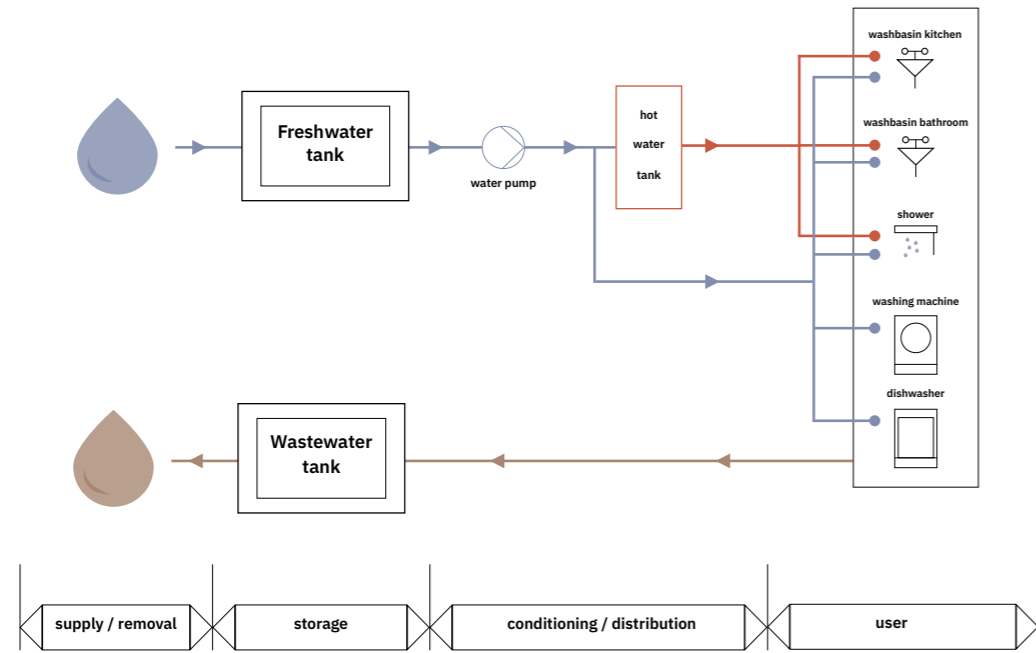 washbasin kitchen
Freshwater
tank
water pump
hot
water
tank
washbasin bathroom
shower
washing machine
dishwasher
Wastewater
tank
supply / removal
storage
conditioning / distribution
user